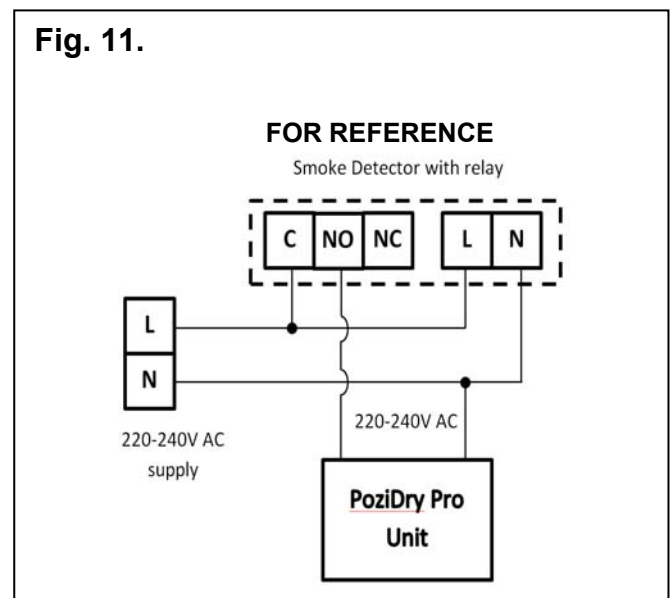 Fig. 11.
FOR REFERENCE
Smoke Detector with relay
C NO NC L N
L
N
220-240V AC
supply
220-240V AC
PoziDry Pro
Unit